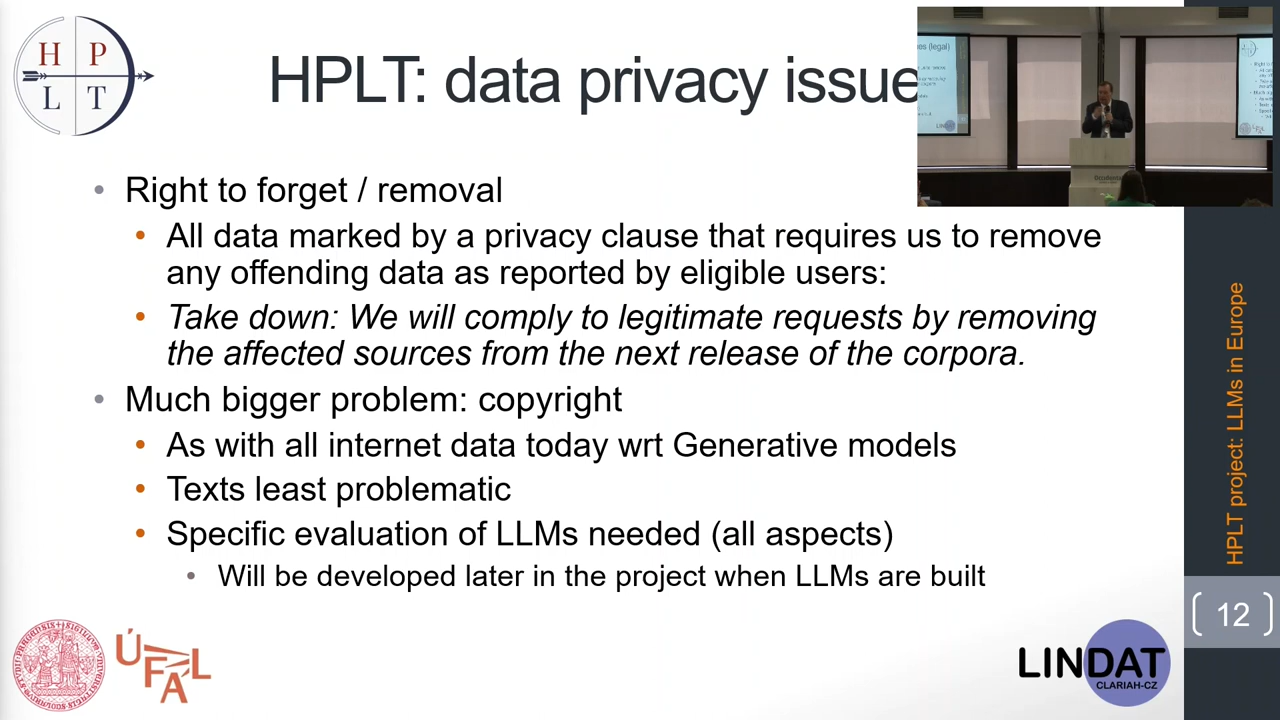 H P
L T
HPLT: data privacy issue
Right to forget / removal
All data marked by a privacy clause that requires us to remove
any offending data as reported by eligible users:
Take down: We will comply to legitimate requests by removing
the affected sources from the next release of the corpora.
Much bigger problem: copyright
As with all internet data today wrt Generative models
Texts least problematic
Specific evaluation of LLMs needed (all aspects)
Will be developed later in the project when LLMs are built
HPLT project: LLMs in Europe
12
ÚFAL
LINDAT
CLARIAH-CZ
(legal)
LINDAT